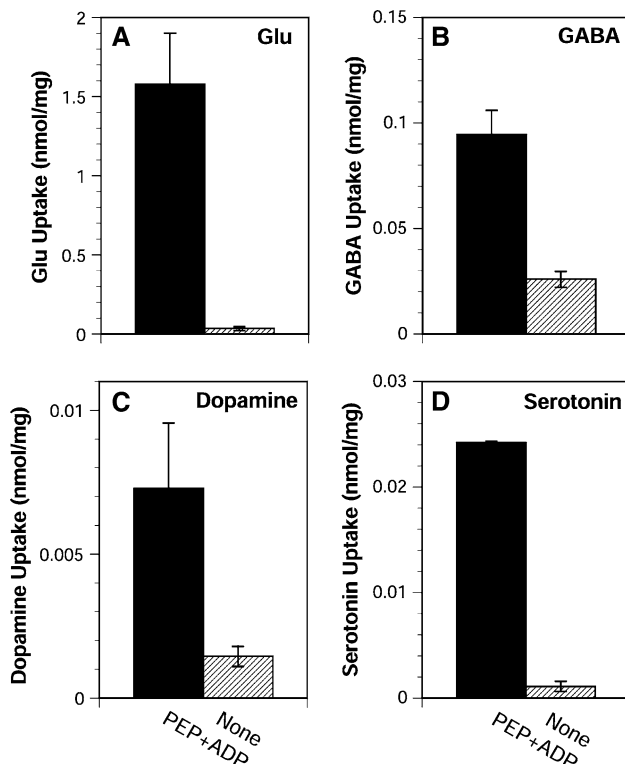 A
Glu
Glu Uptake (nmol/mg)
2
1.5
1
0.5
0
B
GABA
GABA Uptake (nmol/mg)
0.15
0.1
0.05
0
C
Dopamine
Dopamine Uptake (nmol/mg)
0.01
0.005
0
PEP+ADP
None
D
Serotonin
Serotonin Uptake (nmol/mg)
0.03
0.02
0.01
0
PEP+ADP
None